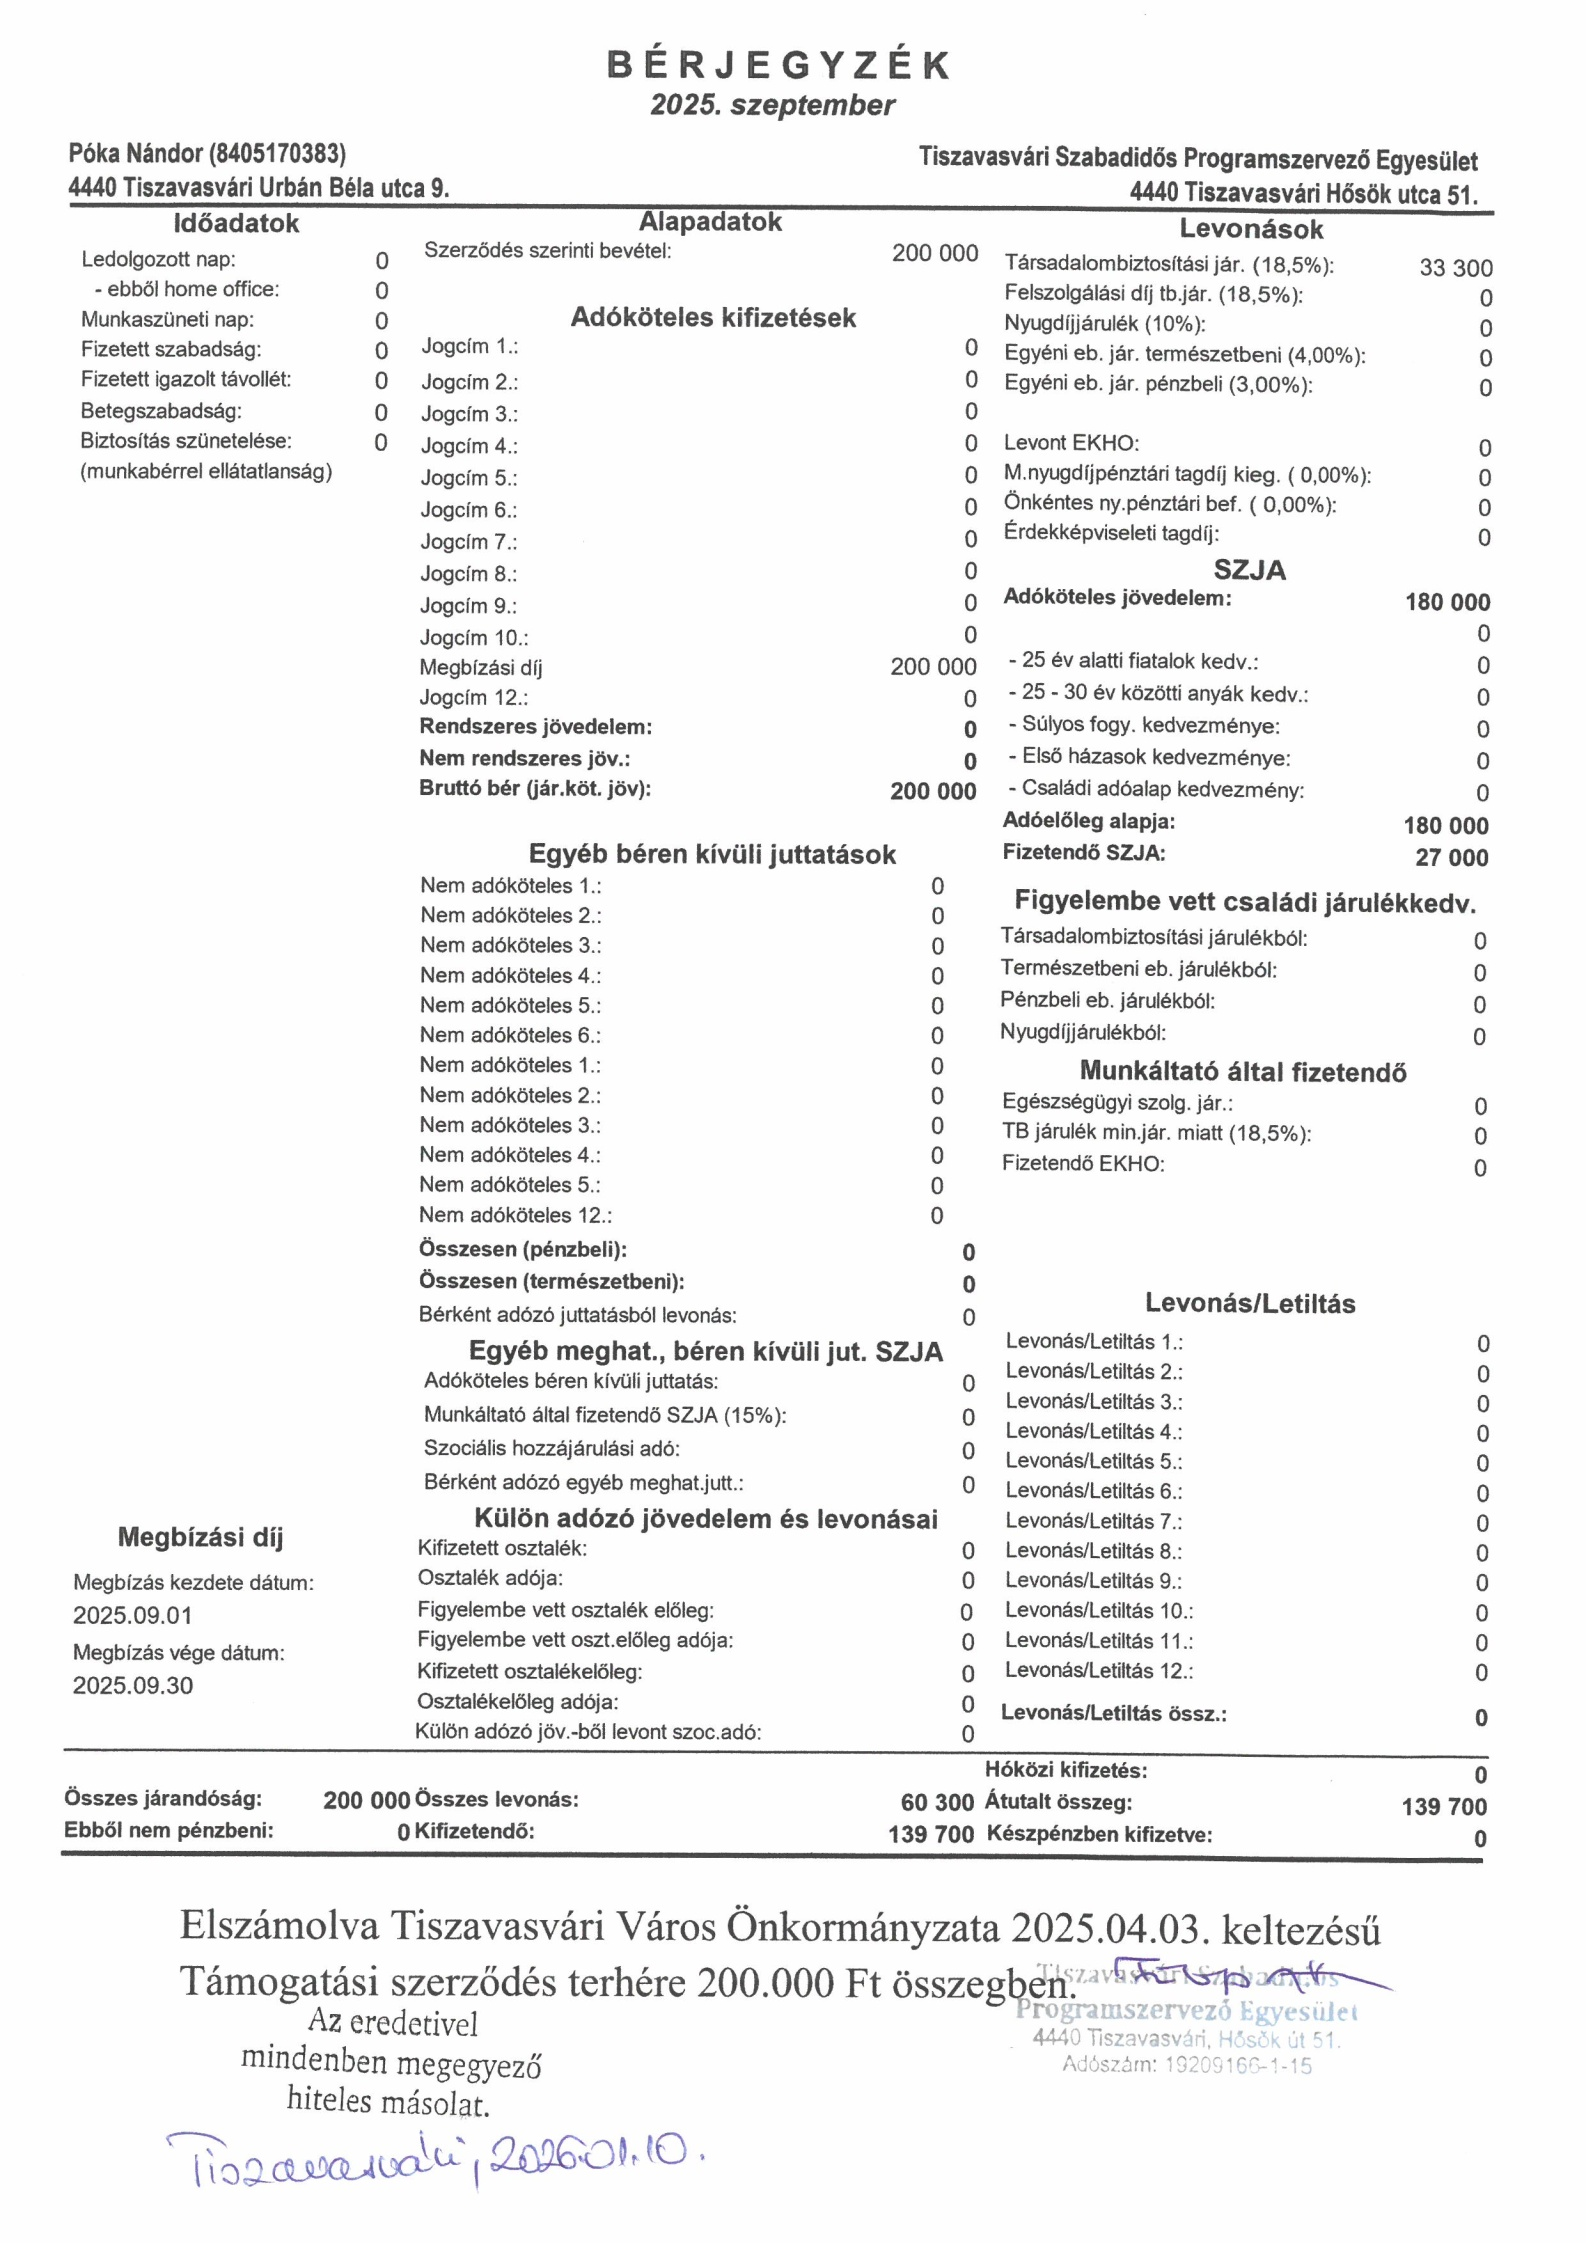 BÉRJEGYZÉK
2025. szeptember
Póka Nándor (8405170383)
4440 Tiszavasvári Urbán Béla utca 9.
Tiszavasvári Szabadidős Programszervező Egyesület
4440 Tiszavasvári Hősök utca 51.
Időadatok
Ledolgozott nap: 0
- ebből home office: 0
Munkaszüneti nap: 0
Fizetett szabadság: 0
Fizetett igazolt távollét: 0
Betegszabadság: 0
Biztosítás szünetelése: 0
(munkabérrel ellátatlanság)
Megbízási díj
Megbízás kezdete dátum:
2025.09.01
Megbízás vége dátum:
2025.09.30
Alapadatok
Szerződés szerinti bevétel: 200 000
Adóköteles kifizetések
Jogcím 1.: 0
Jogcím 2.: 0
Jogcím 3.: 0
Jogcím 4.: 0
Jogcím 5.: 0
Jogcím 6.: 0
Jogcím 7.: 0
Jogcím 8.: 0
Jogcím 9.: 0
Jogcím 10.: 0
Megbízási díj 200 000
Jogcím 12.: 0
Rendszeres jövedelem: 0
Nem rendszeres jöv.: 0
Bruttó bér (jár.köt. jöv): 200 000
Egyéb béren kívüli juttatások
Nem adóköteles 1.: 0
Nem adóköteles 2.: 0
Nem adóköteles 3.: 0
Nem adóköteles 4.: 0
Nem adóköteles 5.: 0
Nem adóköteles 6.: 0
Nem adóköteles 1.: 0
Nem adóköteles 2.: 0
Nem adóköteles 3.: 0
Nem adóköteles 4.: 0
Nem adóköteles 5.: 0
Nem adóköteles 12.: 0
Összesen (pénzbeli): 0
Összesen (természetbeni): 0
Bérként adózó juttatásból levonás: 0
Egyéb meghat., béren kívüli jut. SZJA
Adóköteles béren kívüli juttatás: 0
Munkáltató által fizetendő SZJA (15%): 0
Szociális hozzájárulási adó: 0
Bérként adózó egyéb meghat.jutt.: 0
Külön adózó jövedelem és levonásai
Kifizetett osztalék: 0
Osztalék adója: 0
Figyelembe vett osztalék előleg: 0
Figyelembe vett oszt.előleg adója: 0
Kifizetett osztalékelőleg: 0
Osztalékelőleg adója: 0
Külön adózó jöv.-ből levont szoc.adó: 0
Levonások
Társadalombiztosítási jár. (18,5%): 33 300
Felszolgálási díj tb.jár. (18,5%): 0
Nyugdíjjárulék (10%): 0
Egyéni eb. jár. természetbeni (4,00%): 0
Egyéni eb. jár. pénzbeli (3,00%): 0
Levont EKHO: 0
M.nyugdíjpénztári tagdíj kieg. ( 0,00%): 0
Önkéntes ny.pénztári bef. ( 0,00%): 0
Érdekképviseleti tagdíj: 0
SZJA
Adóköteles jövedelem: 180 000
0
- 25 év alatti fiatalok kedv.: 0
- 25 - 30 év közötti anyák kedv.: 0
- Súlyos fogy. kedvezménye: 0
- Első házasok kedvezménye: 0
- Családi adóalap kedvezmény: 0
Adóelőleg alapja: 180 000
Fizetendő SZJA: 27 000
Figyelembe vett családi járulékkedv.
Társadalombiztosítási járulékból: 0
Természetbeni eb. járulékból: 0
Pénzbeli eb. járulékból: 0
Nyugdíjjárulékból: 0
Munkáltató által fizetendő
Egészségügyi szolg. jár.: 0
TB járulék min.jár. miatt (18,5%): 0
Fizetendő EKHO: 0
Levonás/Letiltás
Levonás/Letiltás 1.: 0
Levonás/Letiltás 2.: 0
Levonás/Letiltás 3.: 0
Levonás/Letiltás 4.: 0
Levonás/Letiltás 5.: 0
Levonás/Letiltás 6.: 0
Levonás/Letiltás 7.: 0
Levonás/Letiltás 8.: 0
Levonás/Letiltás 9.: 0
Levonás/Letiltás 10.: 0
Levonás/Letiltás 11.: 0
Levonás/Letiltás 12.: 0
Levonás/Letiltás össz.: 0
Hóközi kifizetés: 0
Összes járandóság: 200 000 Összes levonás: 60 300 Átutalt összeg: 139 700
Ebből nem pénzbeni: 0 Kifizetendő: 139 700 Készpénzben kifizetve: 0
Elszámolva Tiszavasvári Város Önkormányzata 2025.04.03. keltezésű
Támogatási szerződés terhére 200.000 Ft összegben.
Tiszavasvári Szabadidős
Programszervező Egyesület
4440 Tiszavasvári, Hősök út 51.
Adószám: 19209166-1-15
Az eredetivel
mindenben megegyező
hiteles másolat.
Tiszavasvári, 2026.01.10.